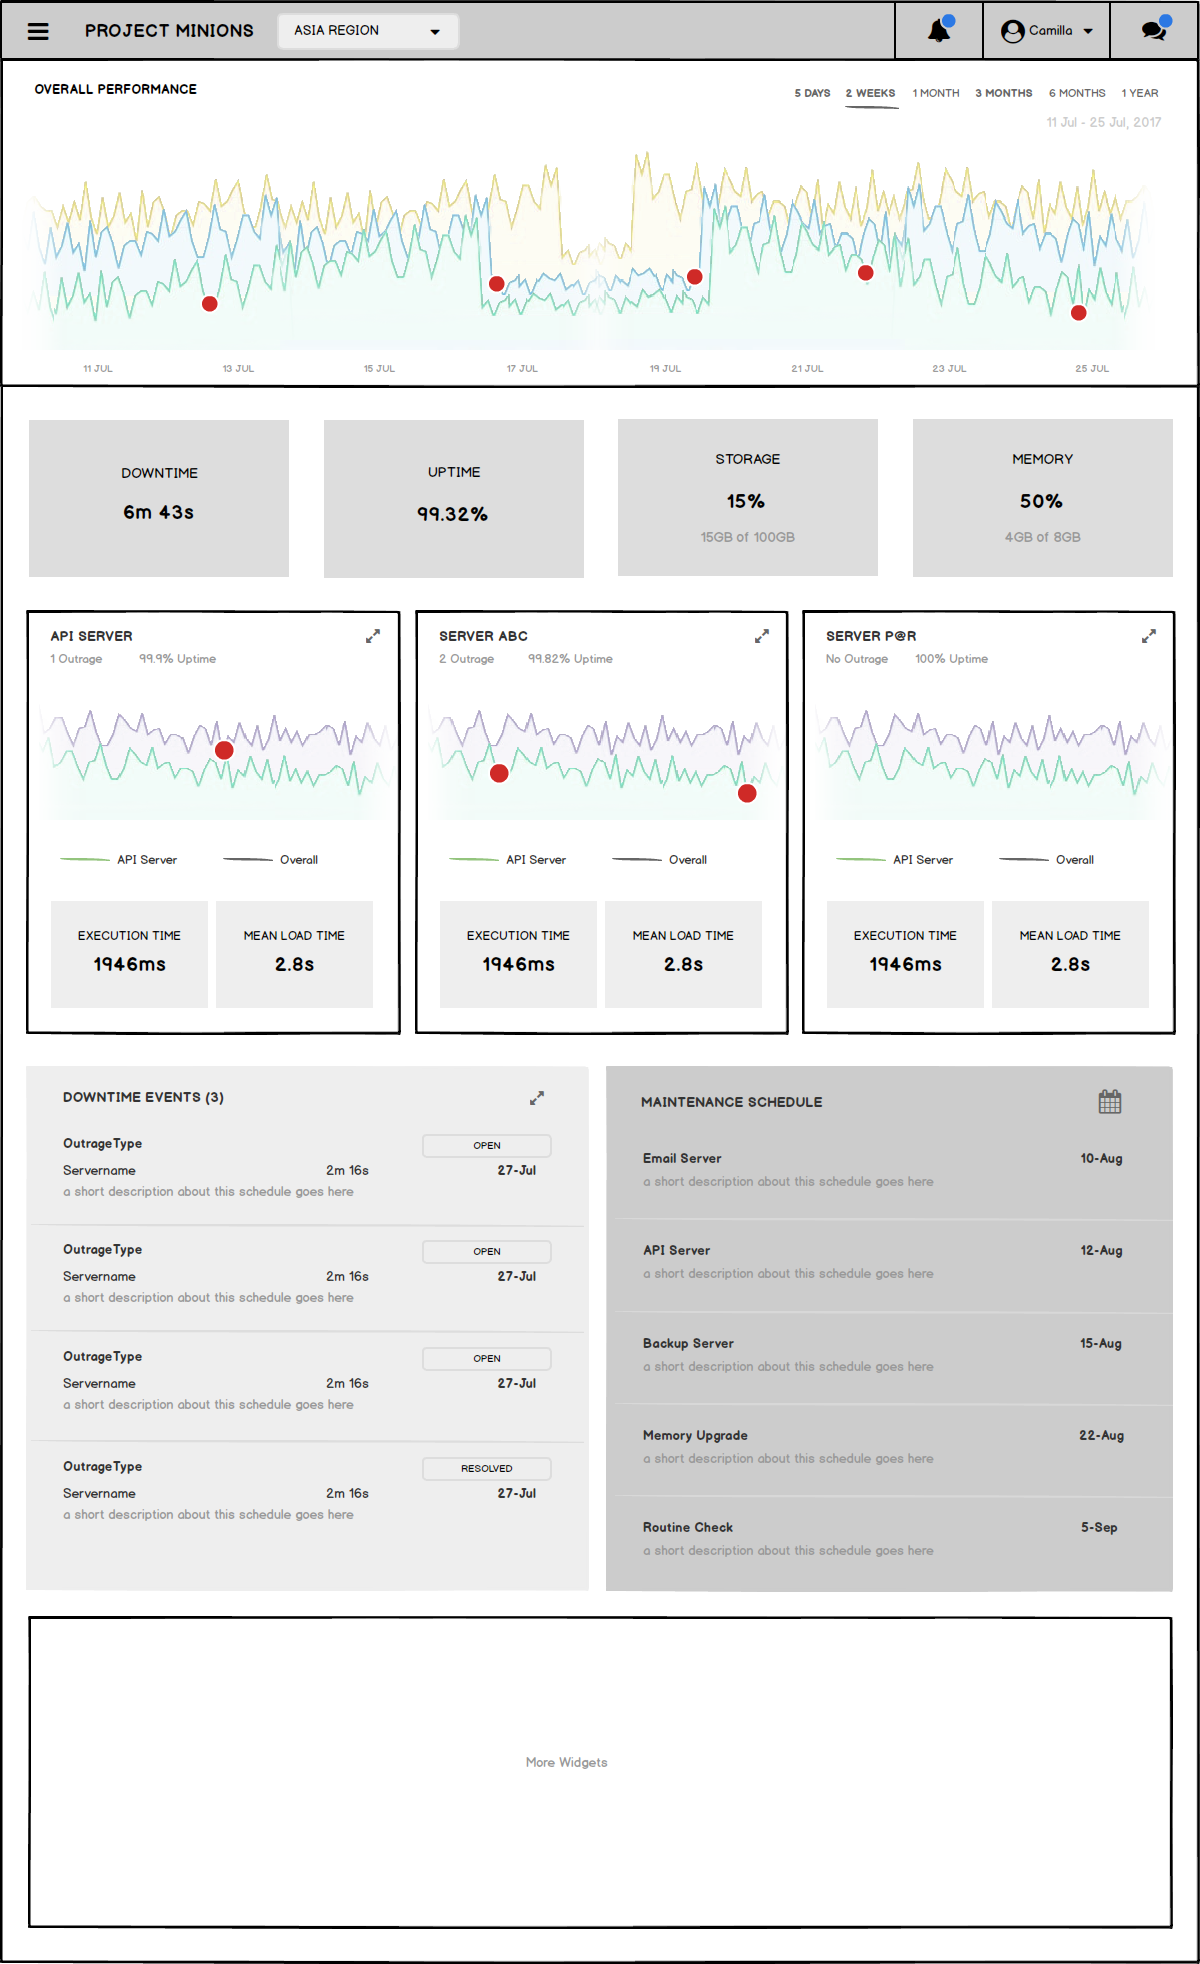 PROJECT MINIONS
ASIA REGION
Camilla
OVERALL PERFORMANCE
5 DAYS 2 WEEKS 1 MONTH 3 MONTHS 6 MONTHS 1 YEAR
11 Jul - 25 Jul, 2017
11 JUL 13 JUL 15 JUL 17 JUL 19 JUL 21 JUL 23 JUL 25 JUL
DOWNTIME
6m 43s
UPTIME
99.32%
STORAGE
15%
15GB of 100GB
MEMORY
50%
4GB of 8GB
API SERVER
1 Outrage 99.9% Uptime
API Server Overall
EXECUTION TIME
1946ms
MEAN LOAD TIME
2.8s
SERVER ABC
2 Outrage 99.82% Uptime
API Server Overall
EXECUTION TIME
1946ms
MEAN LOAD TIME
2.8s
SERVER P@R
No Outrage 100% Uptime
API Server Overall
EXECUTION TIME
1946ms
MEAN LOAD TIME
2.8s
DOWNTIME EVENTS (3)
OutrageType OPEN
Servername 2m 16s 27-Jul
a short description about this schedule goes here
OutrageType OPEN
Servername 2m 16s 27-Jul
a short description about this schedule goes here
OutrageType OPEN
Servername 2m 16s 27-Jul
a short description about this schedule goes here
OutrageType RESOLVED
Servername 2m 16s 27-Jul
a short description about this schedule goes here
MAINTENANCE SCHEDULE
Email Server 10-Aug
a short description about this schedule goes here
API Server 12-Aug
a short description about this schedule goes here
Backup Server 15-Aug
a short description about this schedule goes here
Memory Upgrade 22-Aug
a short description about this schedule goes here
Routine Check 5-Sep
a short description about this schedule goes here
More Widgets